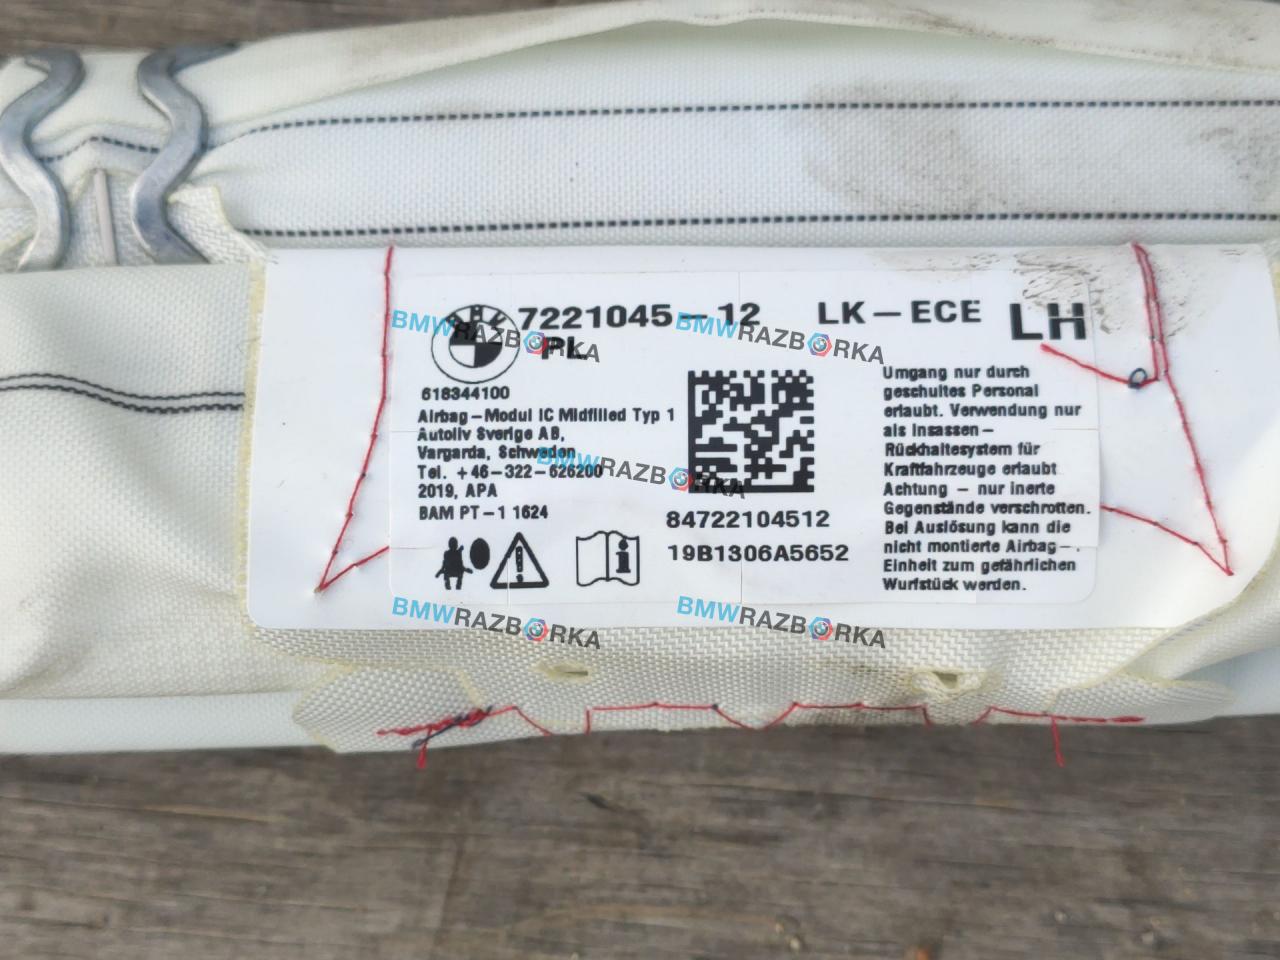 BMW
7221045-12 LK-ECE LH
PL
618344100
Airbag-Modul IC Midfilled Typ 1
Autoliv Sverige AB,
Vargarda, Schweden
Tel. +46-322-626200
2019, APA
BAM PT-1 1624
84722104512
19B1306A5652
Umgang nur durch
geschultes Personal
erlaubt. Verwendung nur
als Insassen-
Rückhaltesystem für
Kraftfahrzeuge erlaubt
Achtung - nur inerte
Gegenstände verschrotten.
Bei Auslösung kann die
nicht montierte Airbag-
Einheit zum gefährlichen
Wurfstück werden.
BMWRAZBORKA
BMWRAZBORKA
BMWRAZBORKA
BMWRAZBORKA
BMWRAZBORKA